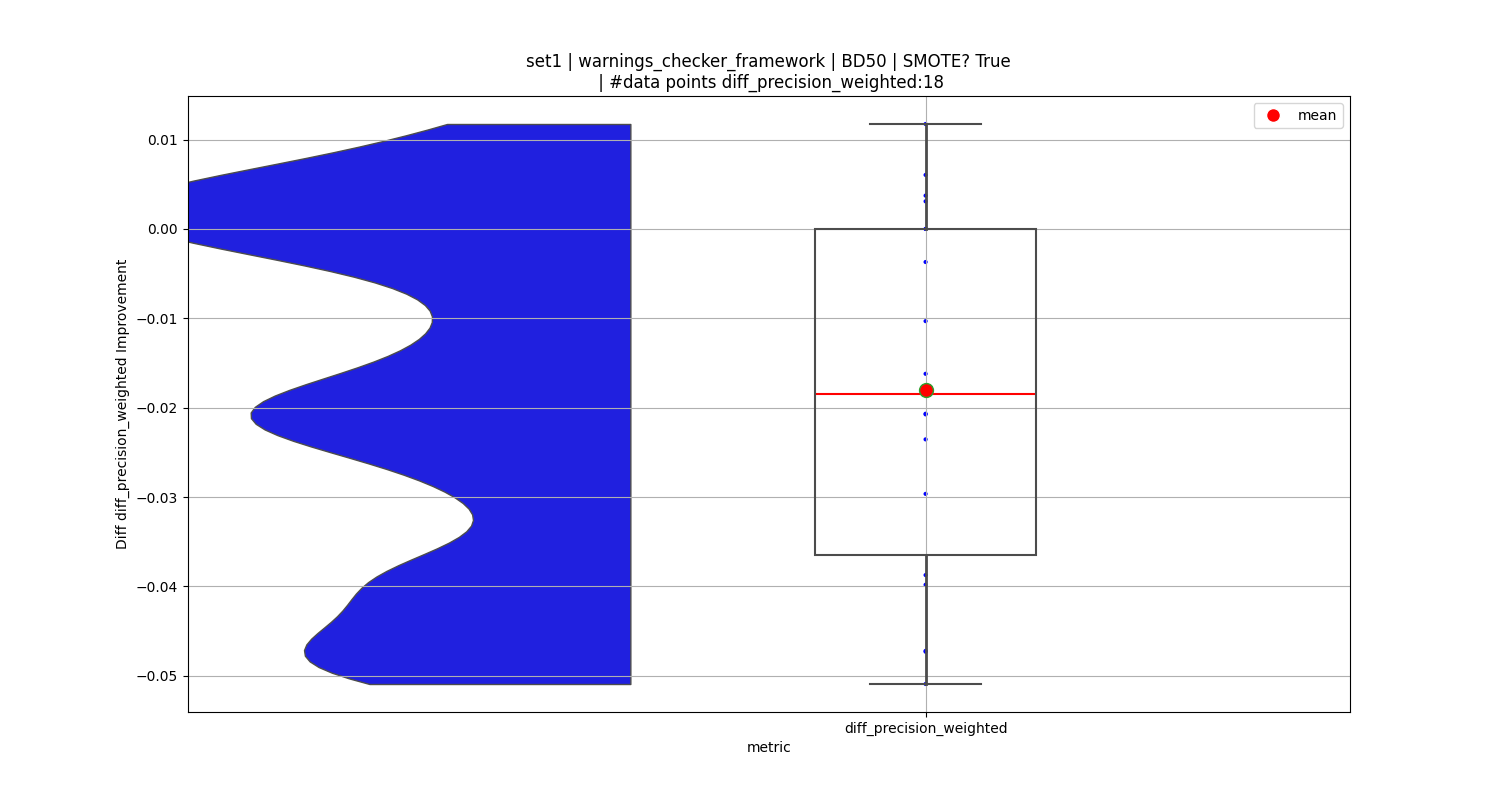 set1 | warnings_checker_framework | BD50 | SMOTE? True
| #data points diff_precision_weighted:18
mean
0.01
0.00
−0.01
−0.02
−0.03
−0.04
−0.05
Diff diff_precision_weighted Improvement
diff_precision_weighted
metric